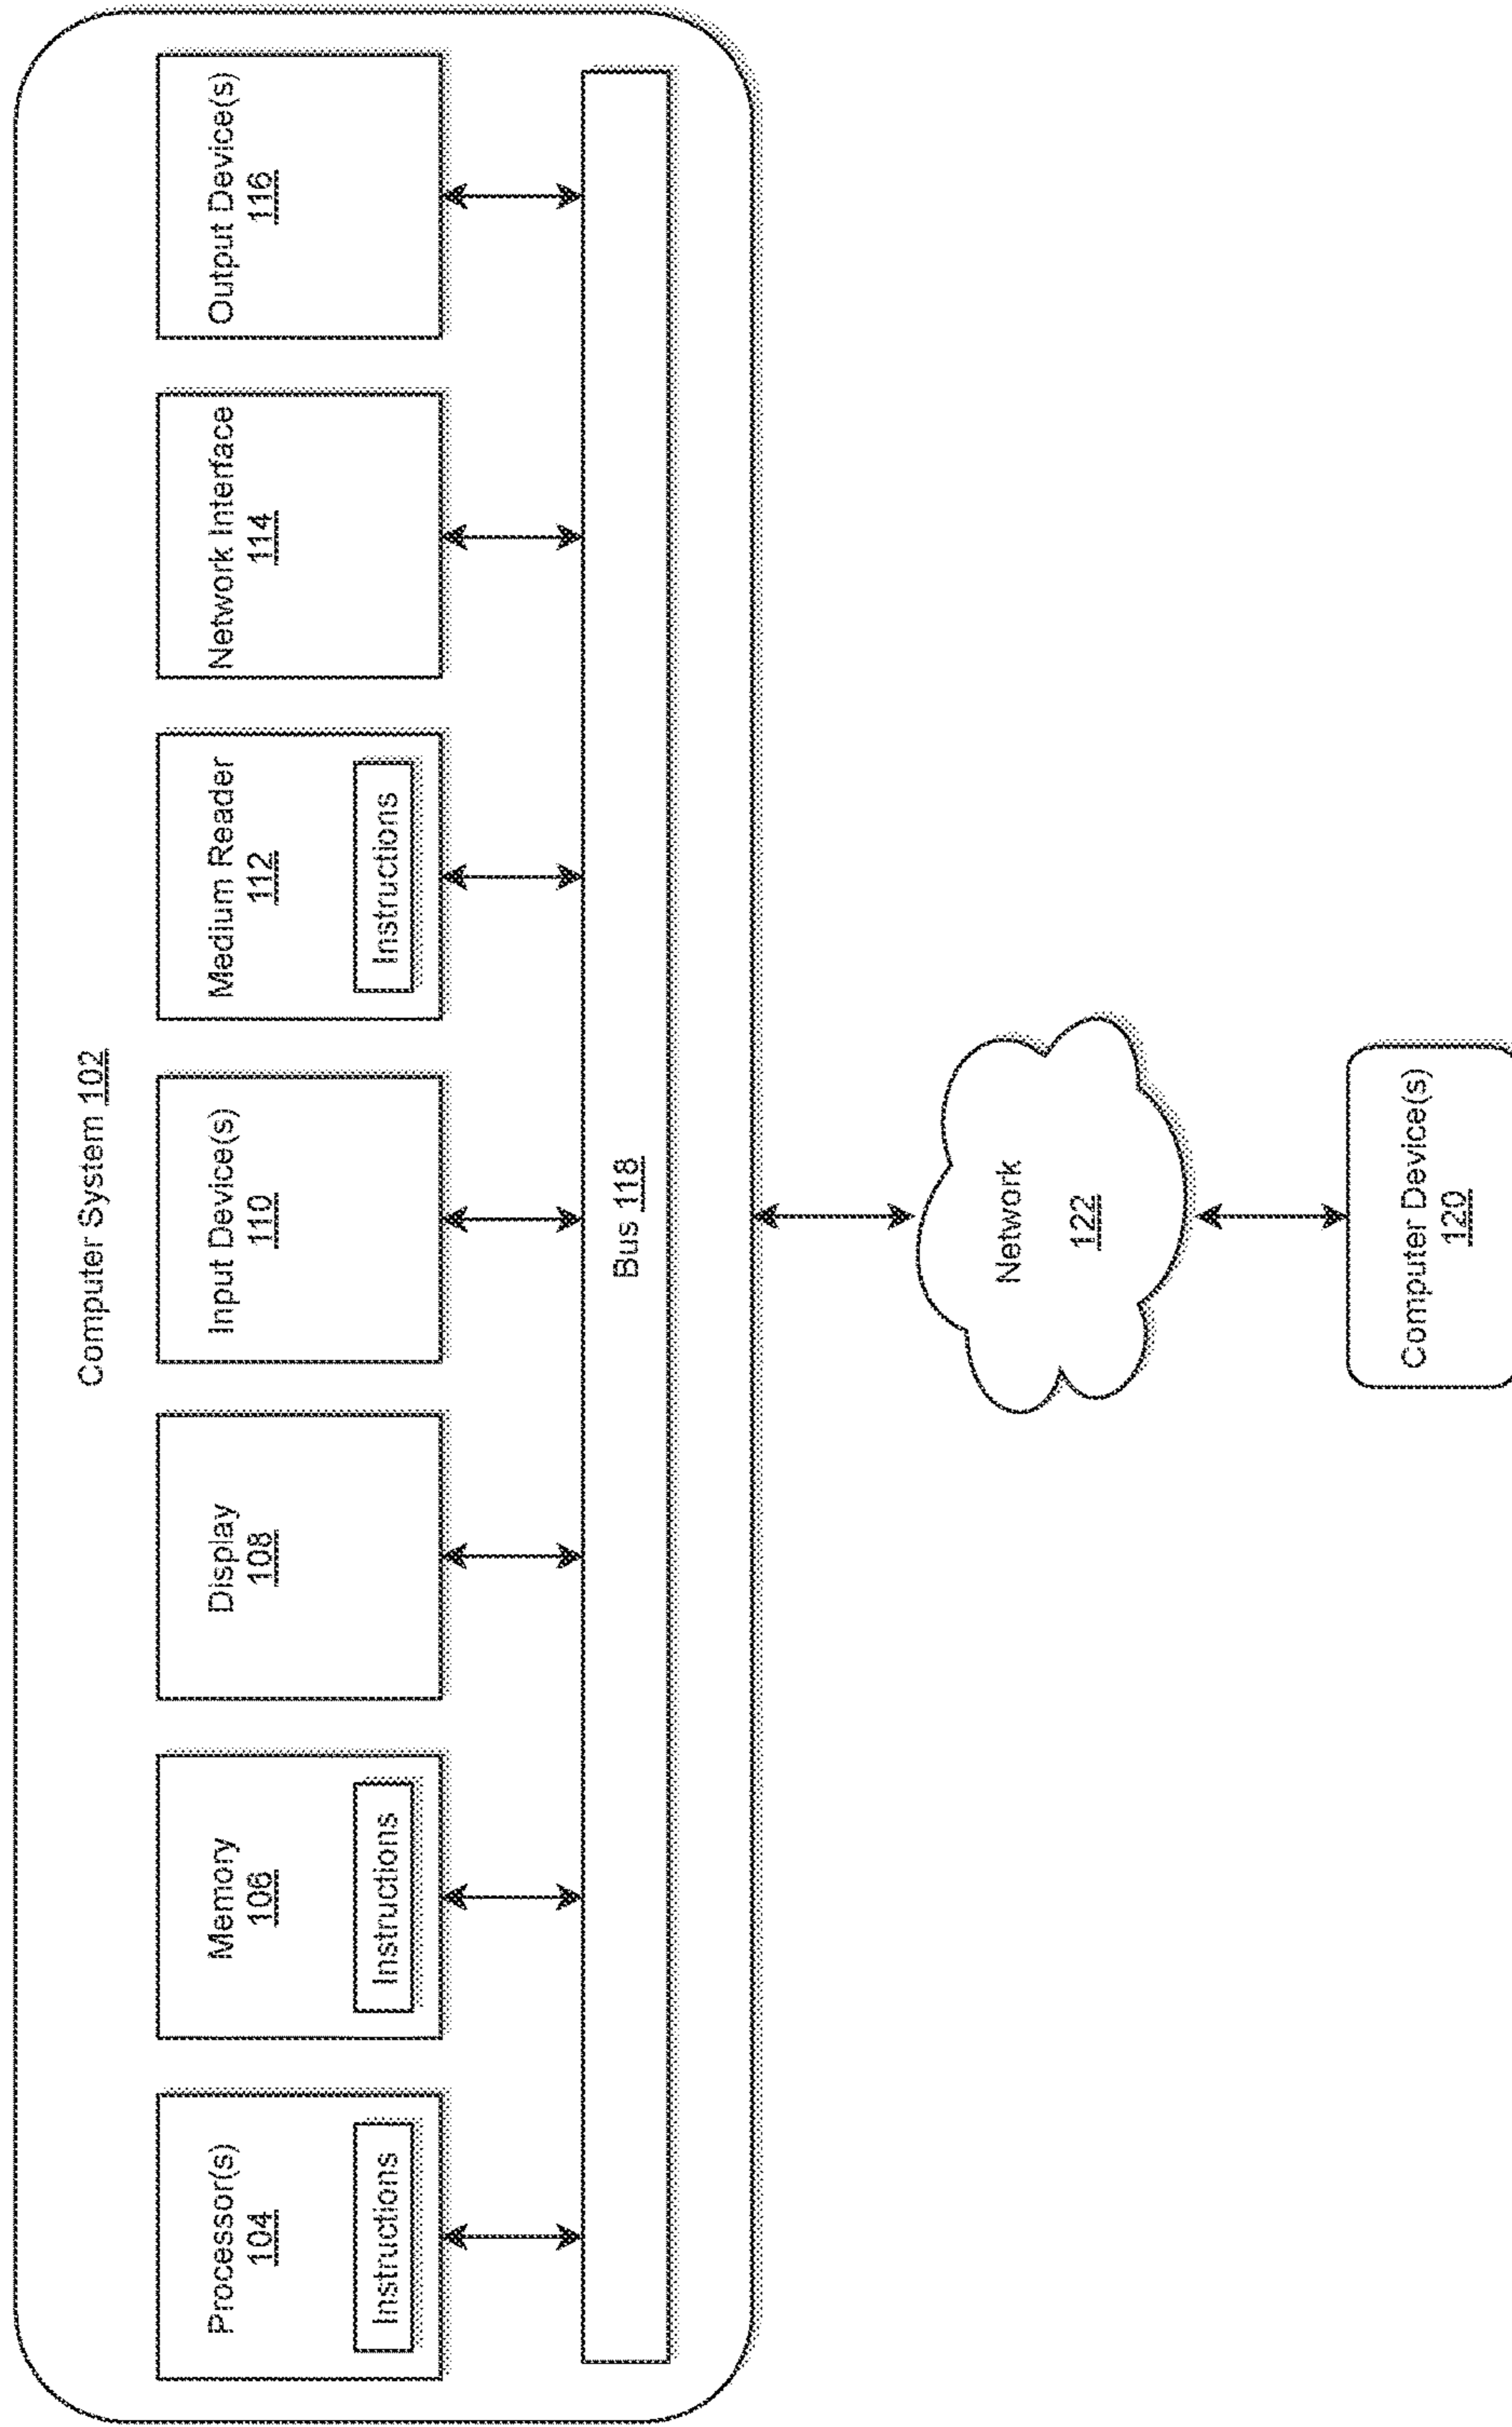 Computer System 102
Processor(s)
104
Instructions
Memory
106
Instructions
Display
108
Input Device(s)
110
Medium Reader
112
Instructions
Network Interface
114
Output Device(s)
116
Bus 118
Network
122
Computer Device(s)
120